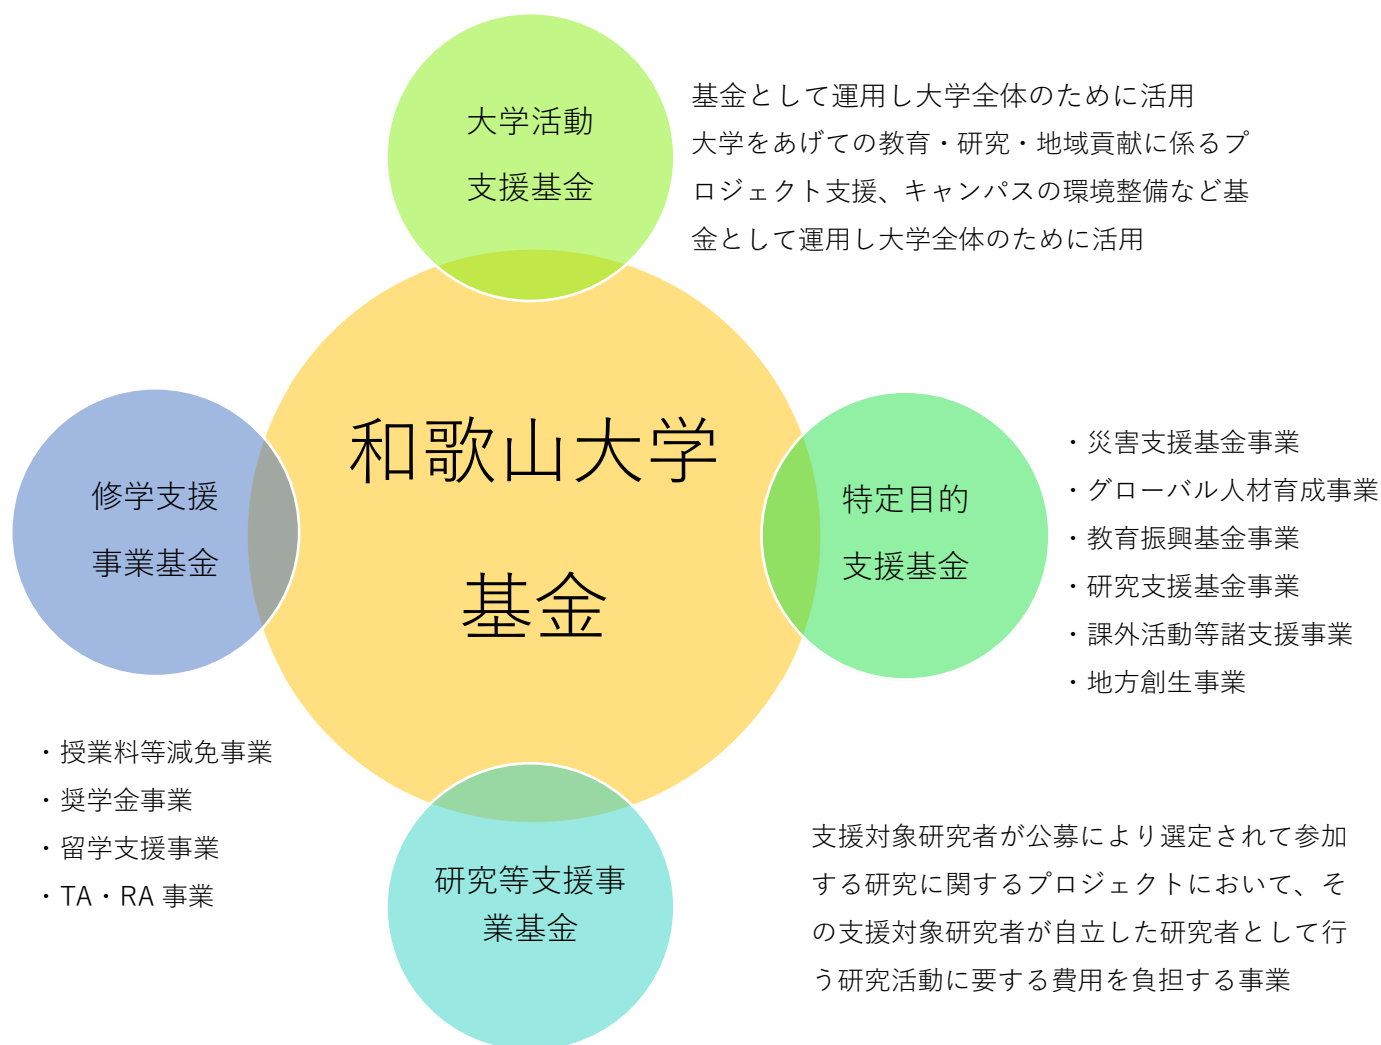 大学活動
支援基金
基金として運用し大学全体のために活用
大学をあげての教育・研究・地域貢献に係るプ
ロジェクト支援、キャンパスの環境整備など基
金として運用し大学全体のために活用
和歌山大学
基金
修学支援
事業基金
特定目的
支援基金
・災害支援基金事業
・グローバル人材育成事業
・教育振興基金事業
・研究支援基金事業
・課外活動等諸支援事業
・地方創生事業
・授業料等減免事業
・奨学金事業
・留学支援事業
・TA・RA 事業
研究等支援事
業基金
支援対象研究者が公募により選定されて参加
する研究に関するプロジェクトにおいて、そ
の支援対象研究者が自立した研究者として行
う研究活動に要する費用を負担する事業